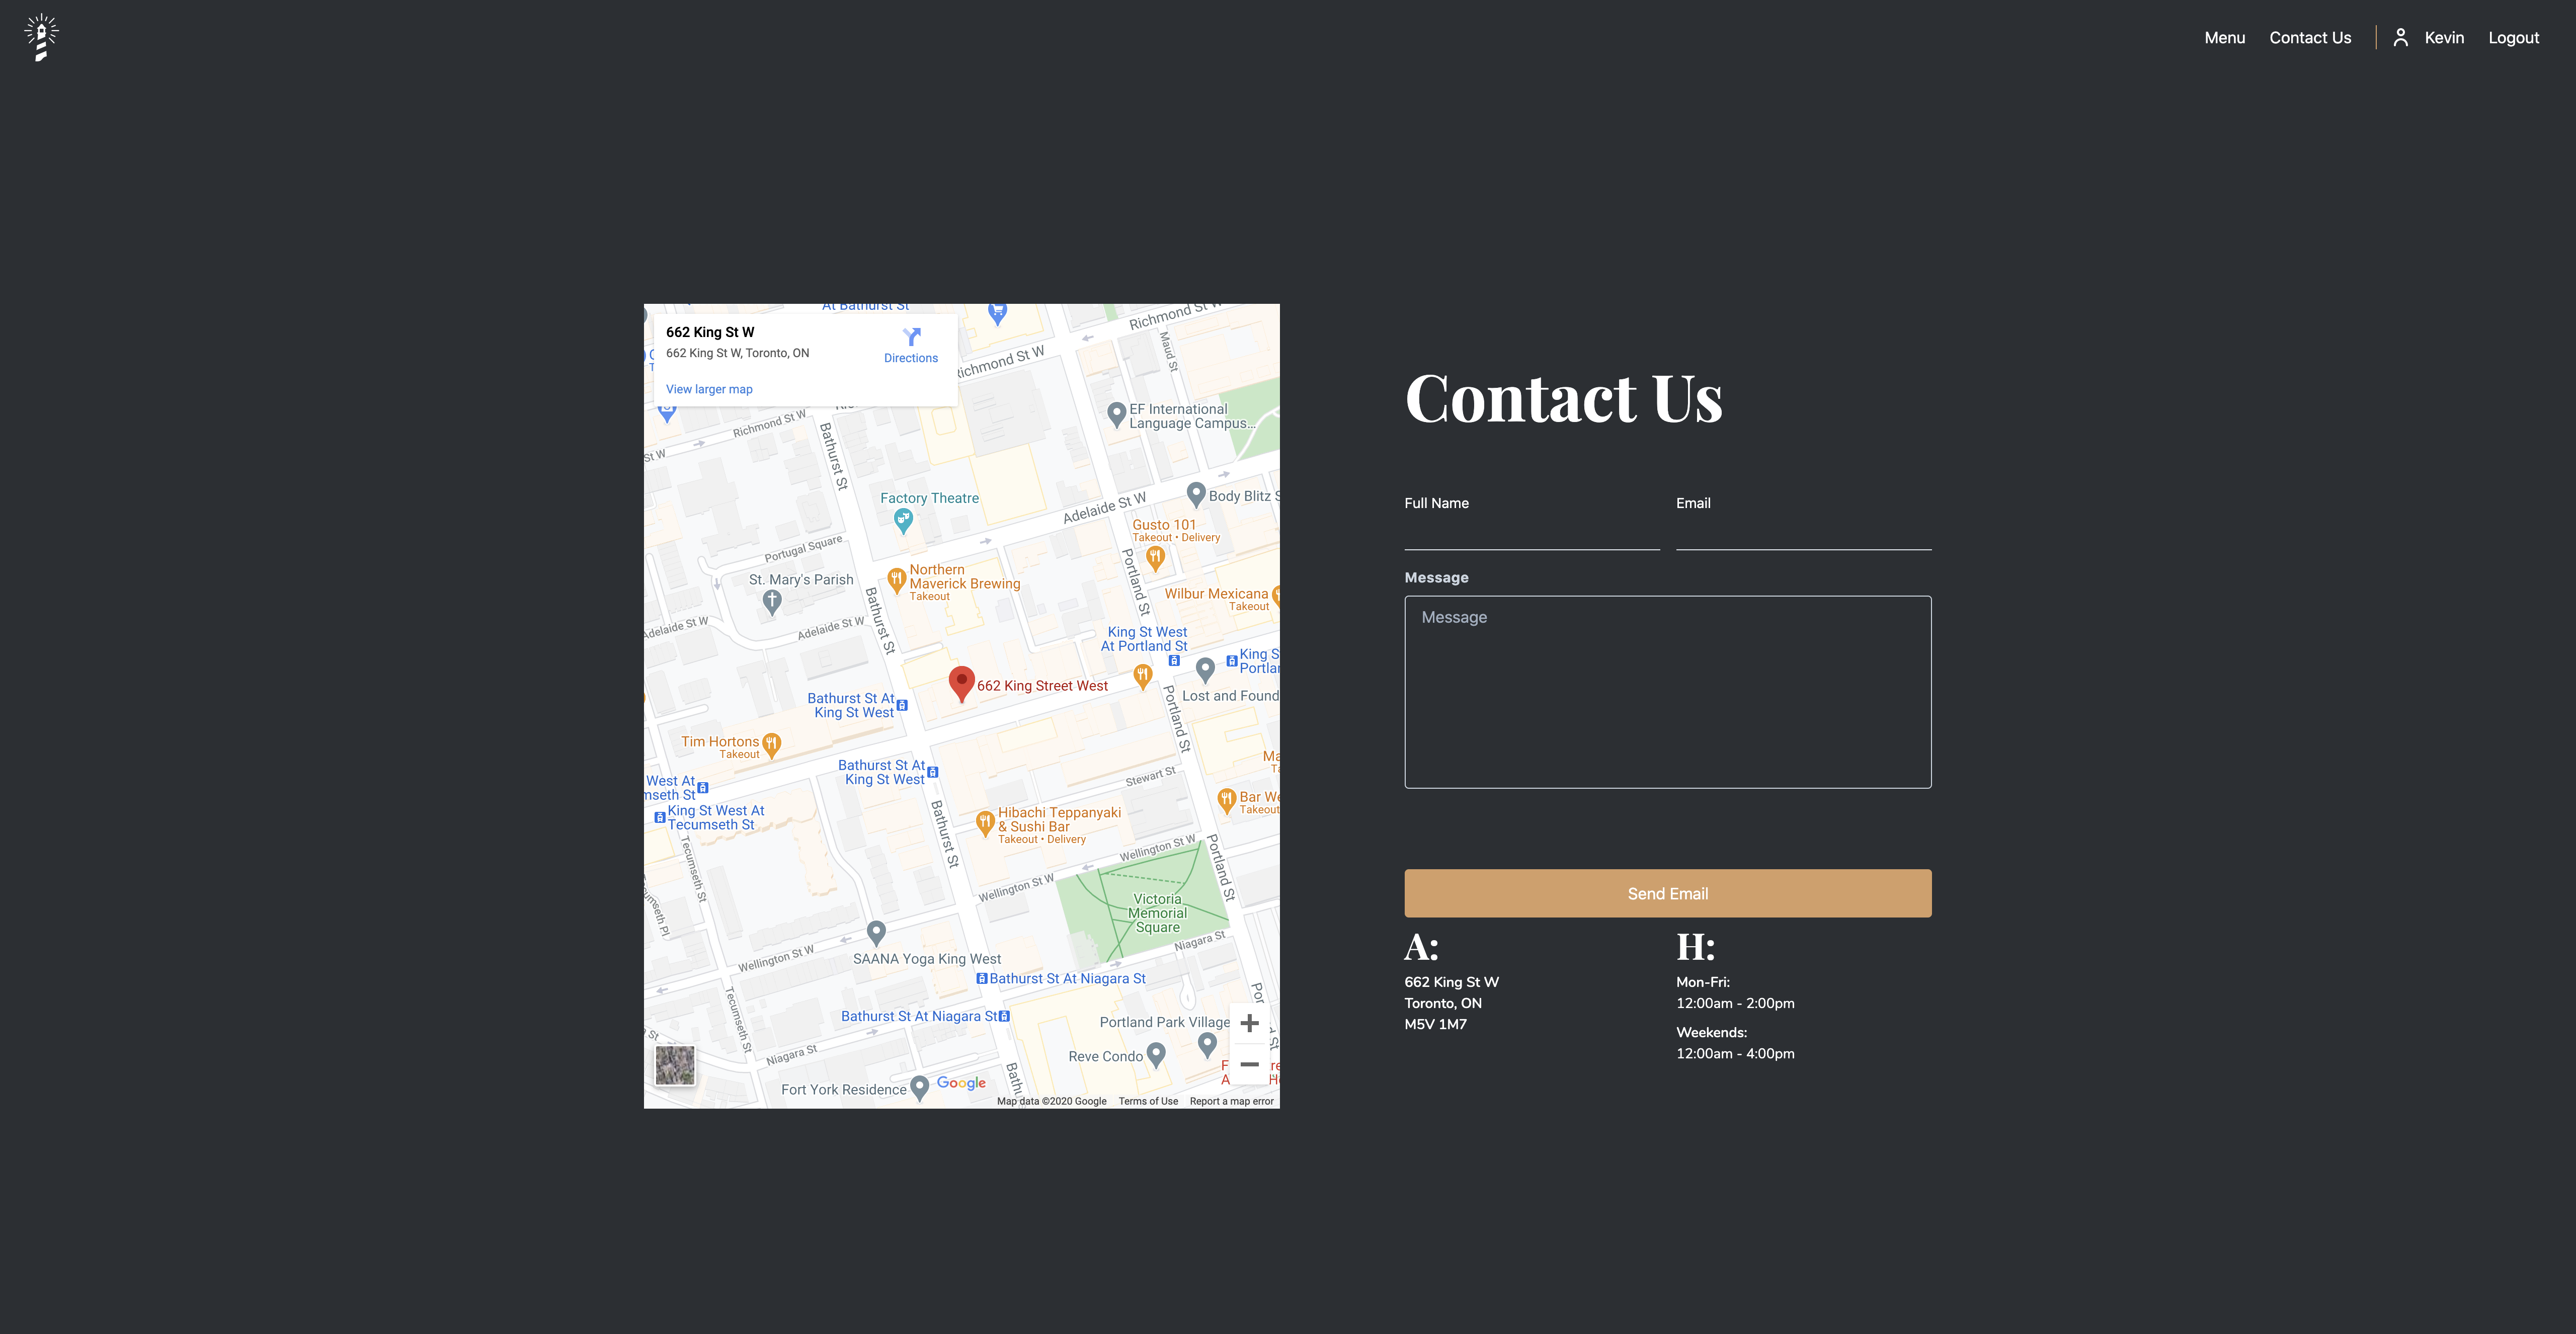 Menu
Contact Us
Kevin
Logout
At Bathurst St
Richmond St W
662 King St W
662 King St W, Toronto, ON
Directions
View larger map
Maud St
Richmond St W
EF International
Language Campus...
Richmond St W
Bathurst St
St W
Factory Theatre
Body Blitz S
Adelaide St W
Gusto 101
Takeout • Delivery
Portugal Square
Portland St
St. Mary's Parish
Northern
Maverick Brewing
Takeout
Wilbur Mexicana
Takeout
Bathurst St
Adelaide St W
Adelaide St W
King St West
At Portland St
King S
Portlar
662 King Street West
Lost and Found
Bathurst St At
King St West
Portland St
Tim Hortons
Takeout
Bathurst St At
King St West
Stewart St
West At
mseth St
King St West At
Tecumseth St
Bar We
Takeout
Hibachi Teppanyaki
& Sushi Bar
Takeout • Delivery
Bathurst St
Wellington St W
Portland St
Tecumseth St
Wellington St W
Victoria
Memorial
Square
Niagara St
Wellington St W
SAANA Yoga King West
Bathurst St At Niagara St
Tecumseth St
Bathurst St At Niagara St
Portland Park Village
Niagara St
Reve Condo
Fort York Residence
Google
Map data ©2020 Google
Terms of Use
Report a map error
Contact Us
Full Name
Email
Message
Message
Send Email
A:
662 King St W
Toronto, ON
M5V 1M7
H:
Mon-Fri:
12:00am - 2:00pm
Weekends:
12:00am - 4:00pm